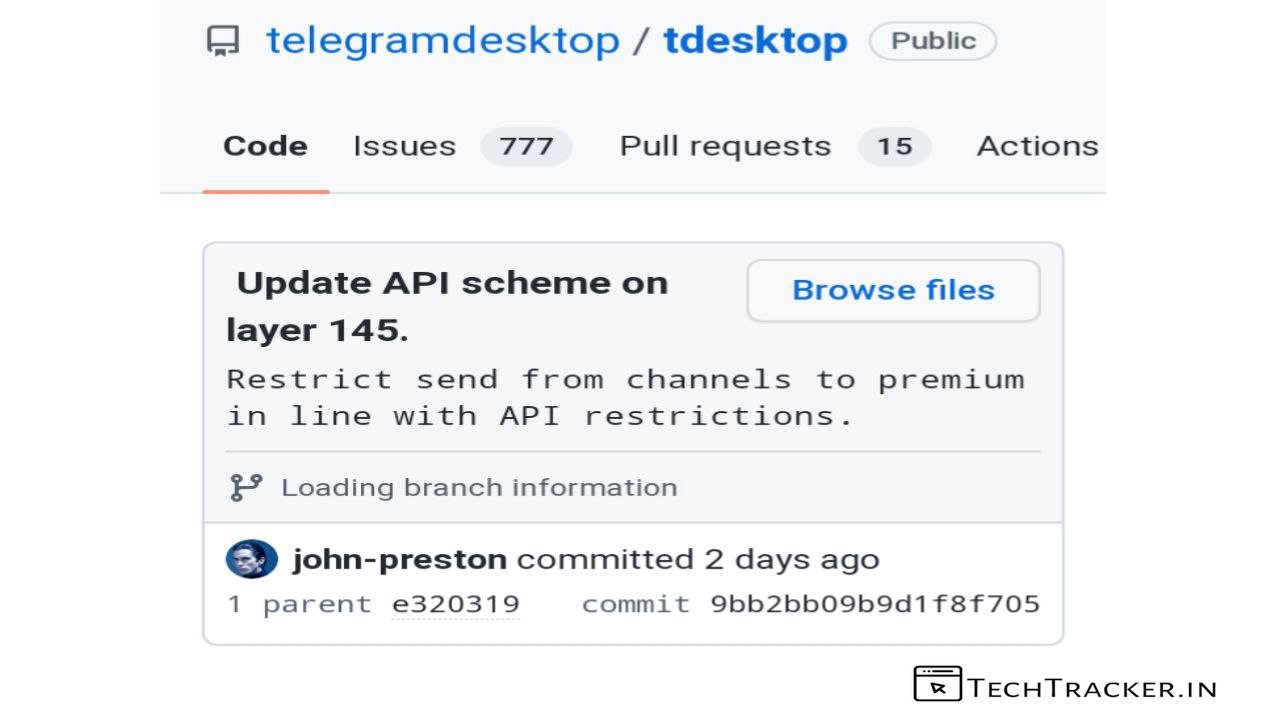 telegramdesktop / tdesktop Public
Code Issues 777 Pull requests 15 Actions
Update API scheme on
layer 145.
Browse files
Restrict send from channels to premium
in line with API restrictions.
Loading branch information
john-preston committed 2 days ago
1 parent e320319 commit 9bb2bb09b9d1f8f705
TECHTRACKER.IN